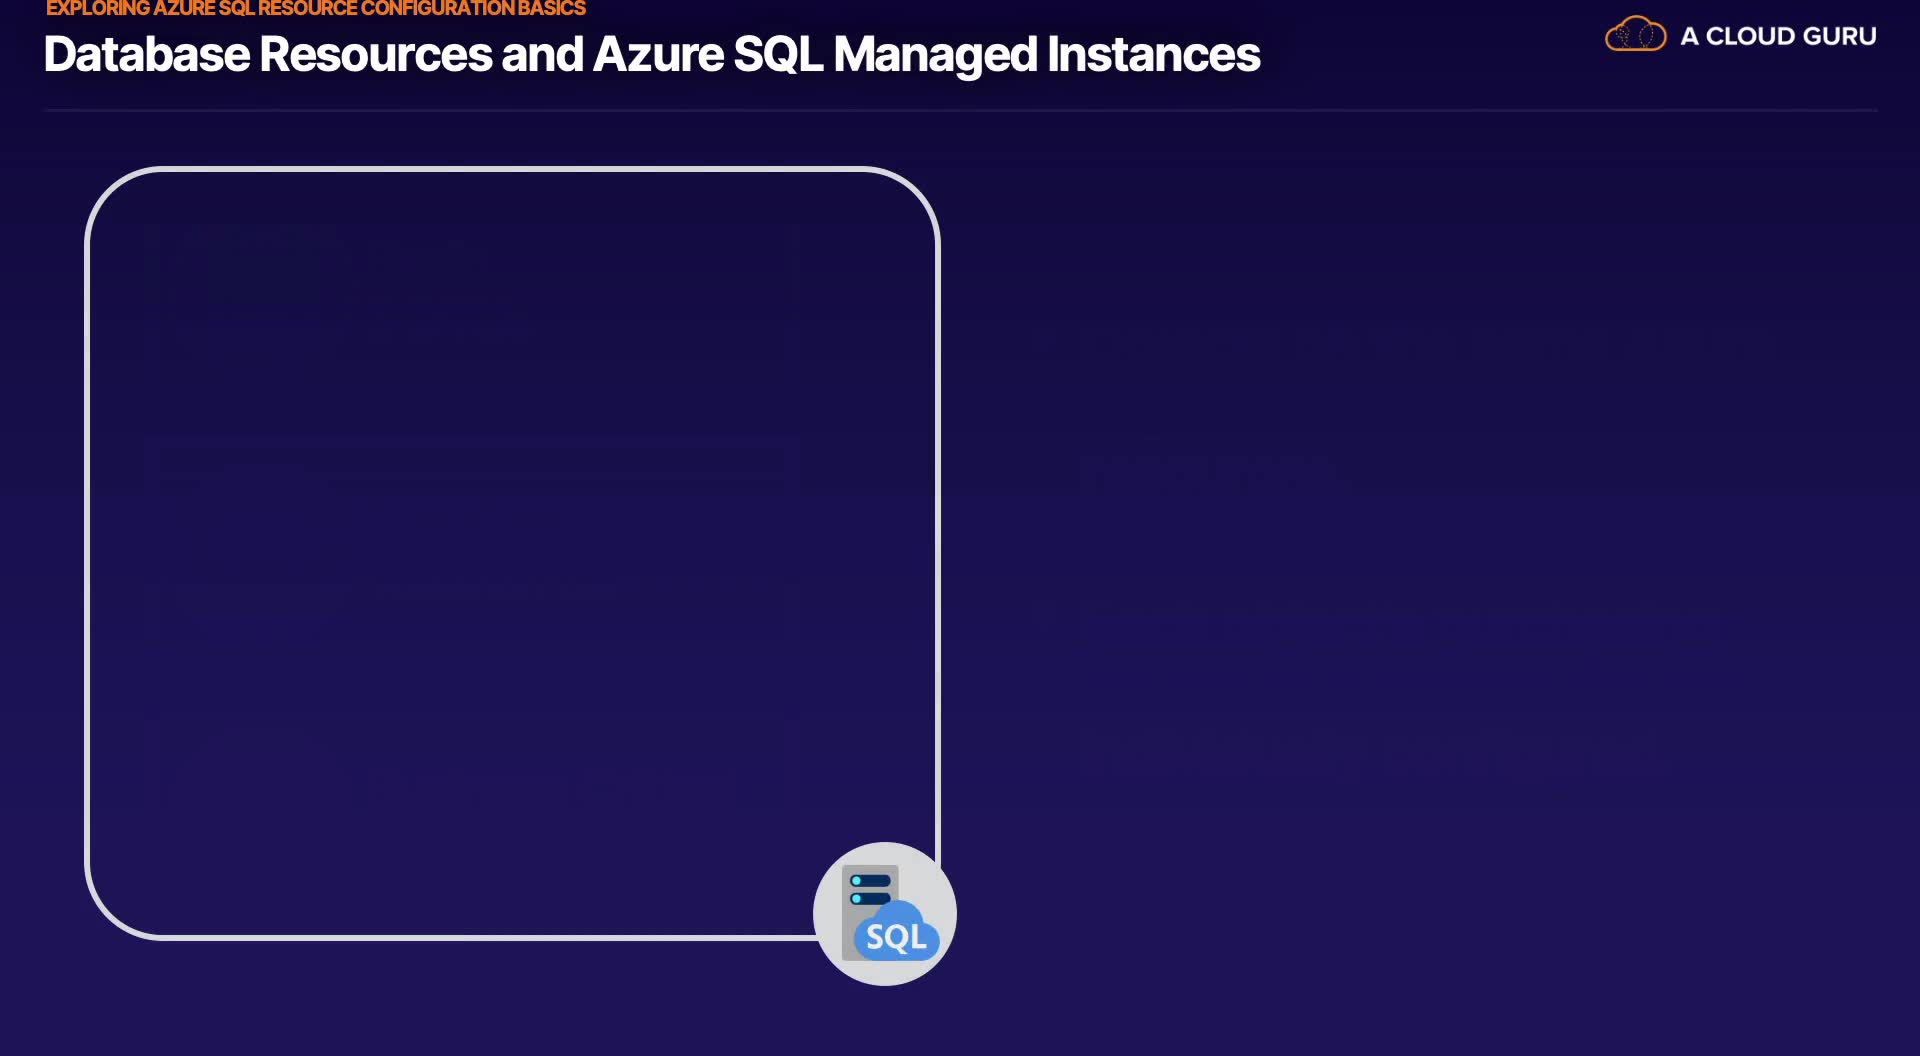 EXPLORING AZURE SQL RESOURCE CONFIGURATION BASICS
Database Resources and Azure SQL Managed Instances
A CLOUD GURU
SQL